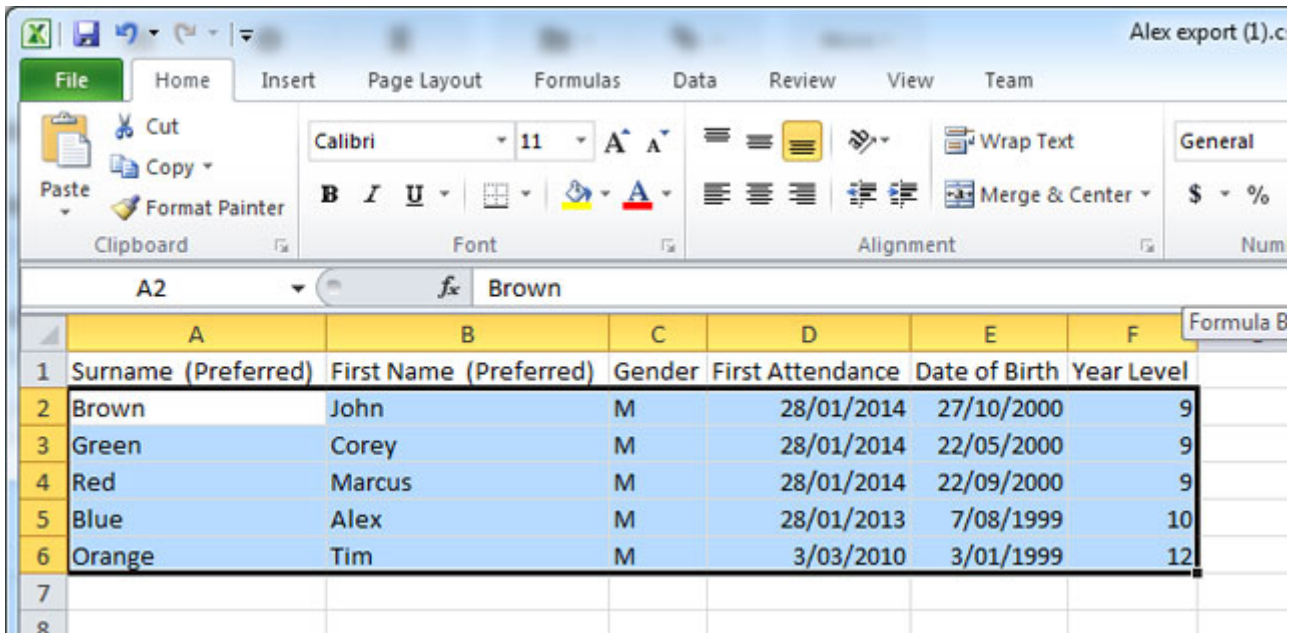 Alex export (1).c
File Home Insert Page Layout Formulas Data Review View Team
Cut
Copy
Paste
Format Painter
Calibri 11 A A
B I U A
Wrap Text
Merge & Center
General
$ %
Clipboard Font Alignment Num
A2 fx Brown
Formula B
A B C D E F
1 Surname (Preferred) First Name (Preferred) Gender First Attendance Date of Birth Year Level
2 Brown John M 28/01/2014 27/10/2000 9
3 Green Corey M 28/01/2014 22/05/2000 9
4 Red Marcus M 28/01/2014 22/09/2000 9
5 Blue Alex M 28/01/2013 7/08/1999 10
6 Orange Tim M 3/03/2010 3/01/1999 12
7
8